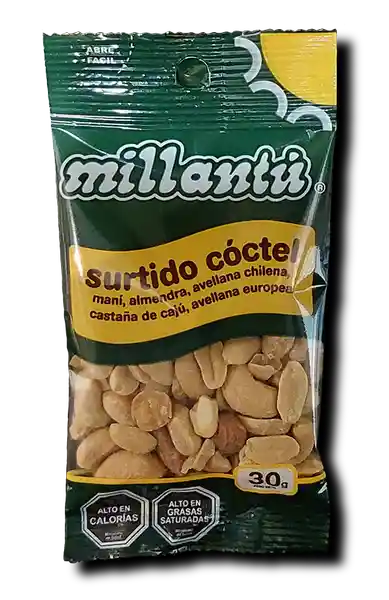 ABRE
FACIL
millantú®
surtido cóctel
maní, almendra, avellana chilena,
castaña de cajú, avellana europea
30g
ALTO EN
CALORÍAS
ALTO EN
GRASAS
SATURADAS